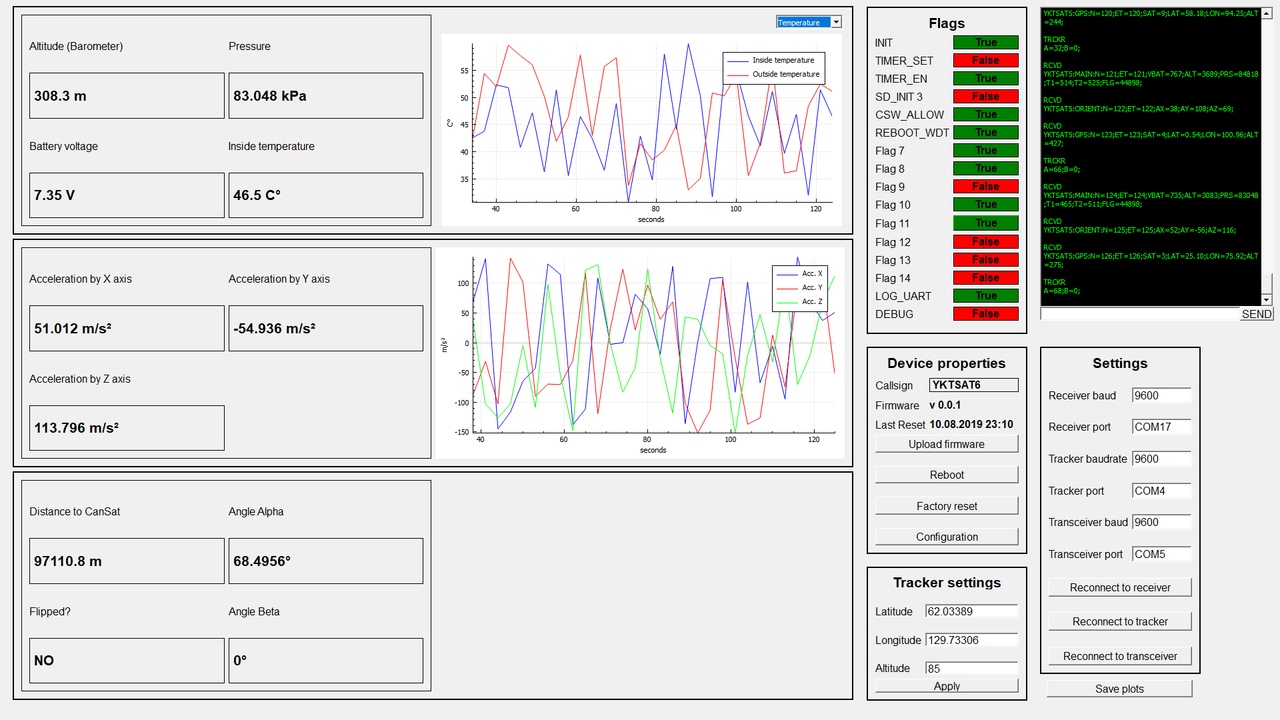 Altitude (Barometer)
Pressure
308.3 m
83.048 kPa
Battery voltage
Inside temperature
7.35 V
46.5 C°
Temperature
Inside temperature
Outside temperature
C°
55
50
45
40
35
40
60
80
100
120
seconds
Acceleration by X axis
Acceleration by Y axis
51.012 m/s²
-54.936 m/s²
Acceleration by Z axis
113.796 m/s²
Acc. X
Acc. Y
Acc. Z
m/s²
100
50
0
-50
-100
-150
40
60
80
100
120
seconds
Distance to CanSat
Angle Alpha
97110.8 m
68.4956°
Flipped?
Angle Beta
NO
0°
Flags
INIT True
TIMER_SET False
TIMER_EN True
SD_INIT 3 False
CSW_ALLOW True
REBOOT_WDT True
Flag 7 True
Flag 8 True
Flag 9 False
Flag 10 True
Flag 11 True
Flag 12 False
Flag 13 False
Flag 14 False
LOG_UART True
DEBUG False
Device properties
Callsign YKTSAT6
Firmware v 0.0.1
Last Reset 10.08.2019 23:10
Upload firmware
Reboot
Factory reset
Configuration
Tracker settings
Latitude 62.03389
Longitude 129.73306
Altitude 85
Apply
YKTSAT5:GPS:N=120;ET=120;SAT=9;LAT=58.18;LON=94.25;ALT
=244;
TRCKR
A=32;B=0;
RCVD
YKTSAT5:MAIN:N=121;ET=121;VBAT=767;ALT=3689;PRS=84818
;T1=514;T2=525;FLG=44898;
RCVD
YKTSAT5:ORIENT:N=122;ET=122;AX=38;AY=108;AZ=69;
RCVD
YKTSAT5:GPS:N=123;ET=123;SAT=4;LAT=0.54;LON=100.96;ALT
=427;
TRCKR
A=66;B=0;
RCVD
YKTSAT5:MAIN:N=124;ET=124;VBAT=735;ALT=3083;PRS=83048
;T1=465;T2=511;FLG=44898;
RCVD
YKTSAT5:ORIENT:N=125;ET=125;AX=52;AY=-56;AZ=116;
RCVD
YKTSAT5:GPS:N=126;ET=126;SAT=3;LAT=25.10;LON=75.92;ALT
=275;
TRCKR
A=68;B=0;
SEND
Settings
Receiver baud 9600
Receiver port COM17
Tracker baudrate 9600
Tracker port COM4
Transceiver baud 9600
Transceiver port COM5
Reconnect to receiver
Reconnect to tracker
Reconnect to transceiver
Save plots